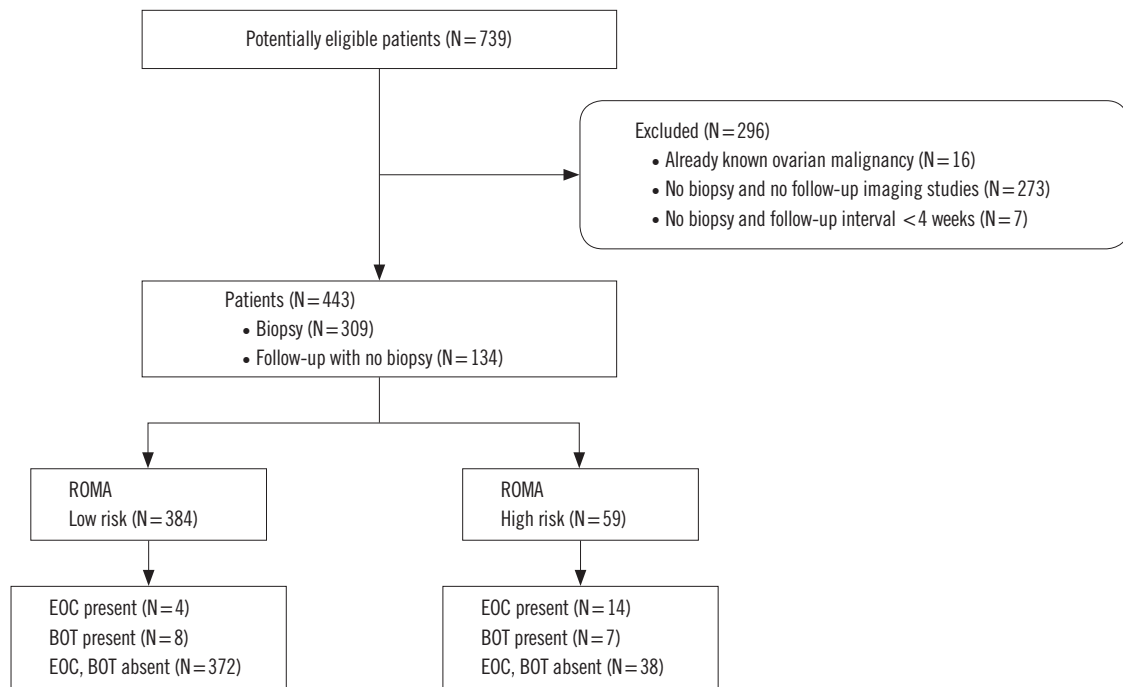 Potentially eligible patients (N=739)
Excluded (N=296)
• Already known ovarian malignancy (N=16)
• No biopsy and no follow-up imaging studies (N=273)
• No biopsy and follow-up interval <4 weeks (N=7)
Patients (N=443)
• Biopsy (N=309)
• Follow-up with no biopsy (N=134)
ROMA
Low risk (N=384)
ROMA
High risk (N=59)
EOC present (N=4)
BOT present (N=8)
EOC, BOT absent (N=372)
EOC present (N=14)
BOT present (N=7)
EOC, BOT absent (N=38)